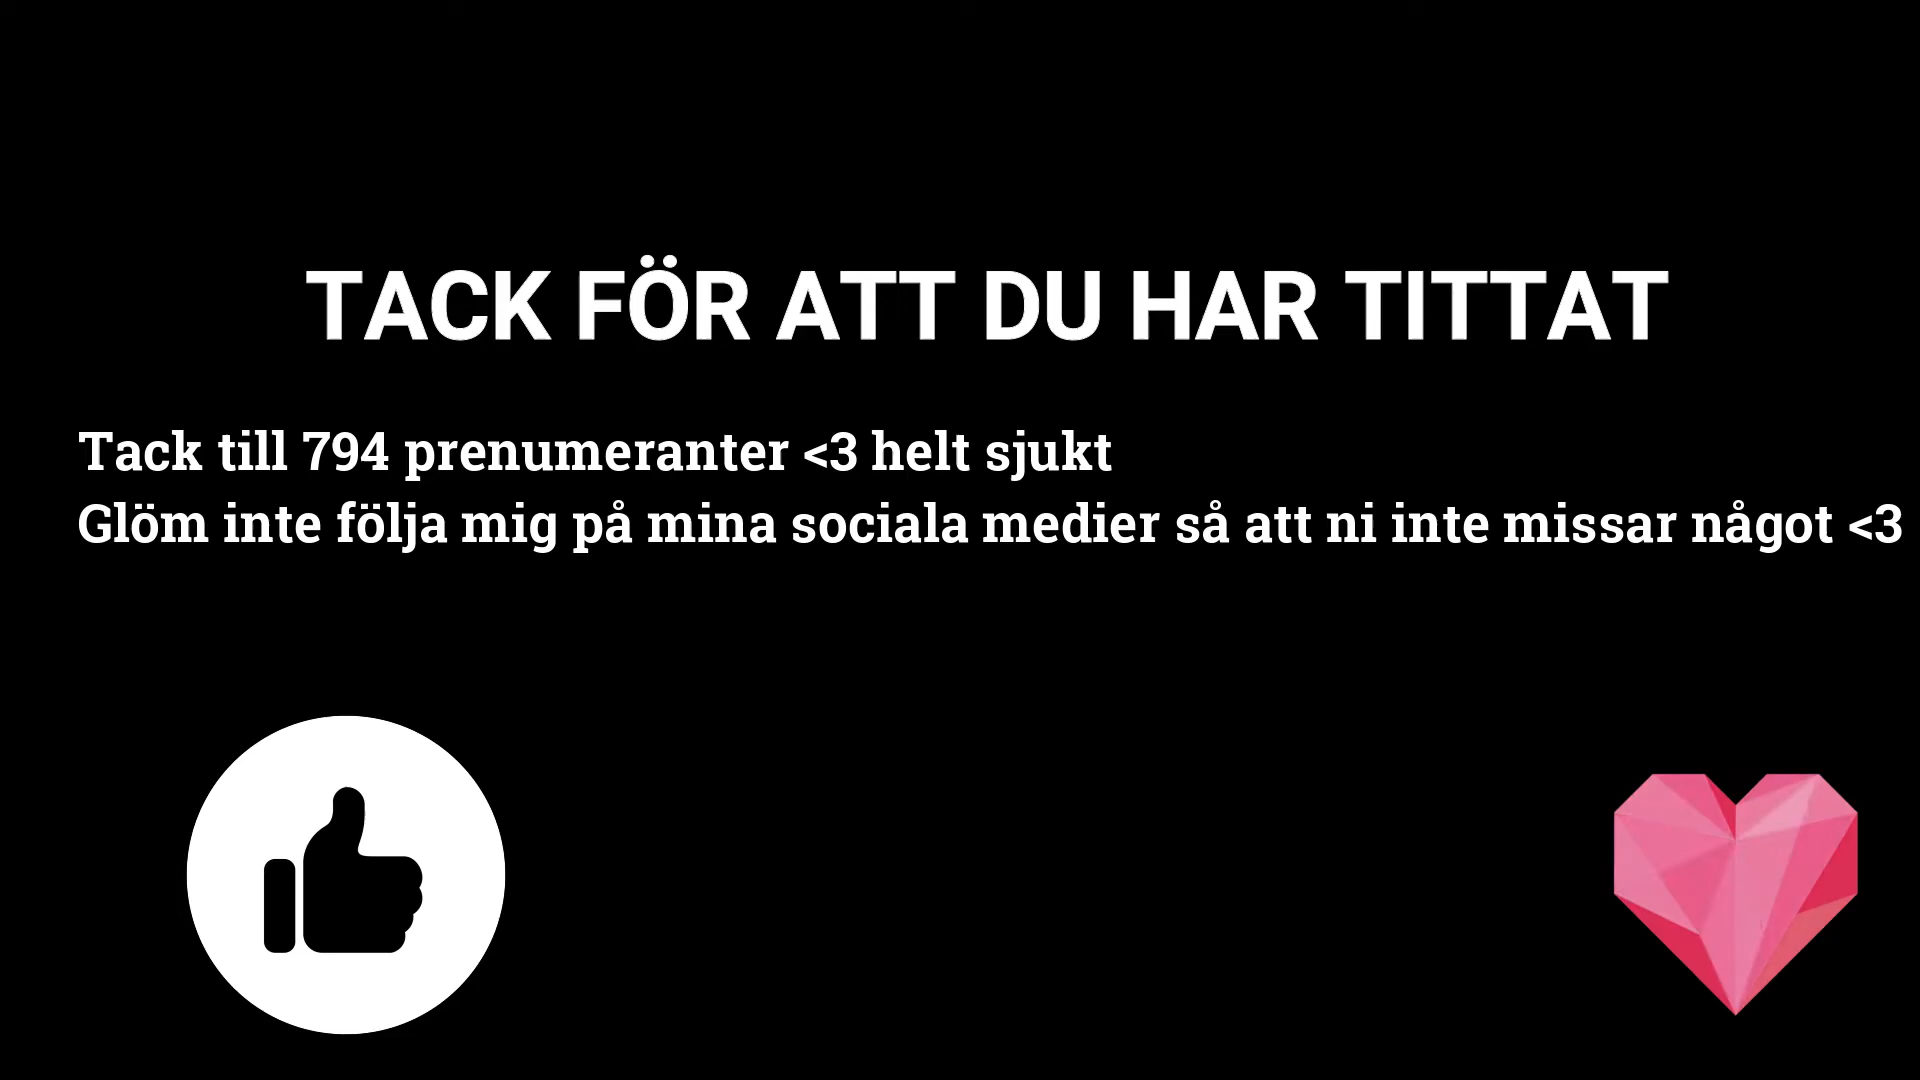 TACK FÖR ATT DU HAR TITTAT
Tack till 794 prenumeranter <3 helt sjukt
Glöm inte följa mig på mina sociala medier så att ni inte missar något <3